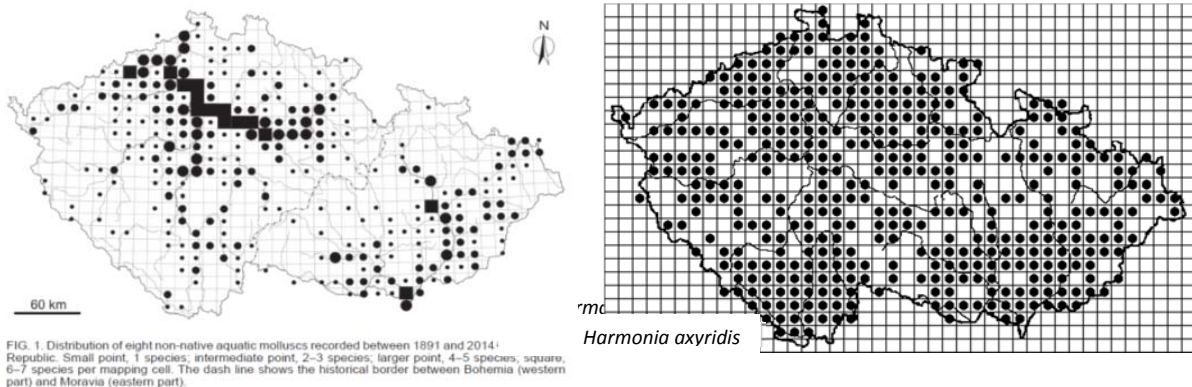 N
60 km
FIG. 1. Distribution of eight non-native aquatic molluscs recorded between 1891 and 2014
Republic. Small point, 1 species; intermediate point, 2–3 species; larger point, 4–5 species; square,
6–7 species per mapping cell. The dash line shows the historical border between Bohemia (western
part) and Moravia (eastern part).
Harmonia axyridis